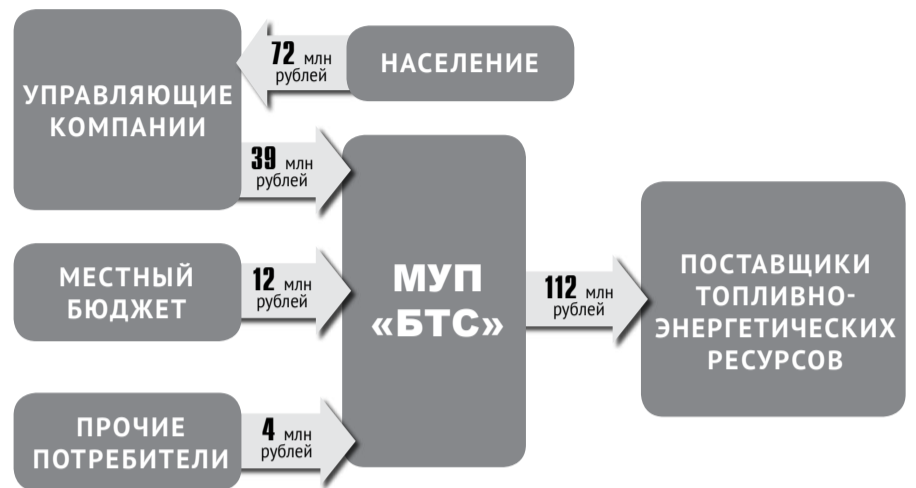 72 млн
рублей
НАСЕЛЕНИЕ
УПРАВЛЯЮЩИЕ
КОМПАНИИ
39 млн
рублей
МЕСТНЫЙ
БЮДЖЕТ
12 млн
рублей
МУП
«БТС»
112 млн
рублей
ПОСТАВЩИКИ
ТОПЛИВНО-
ЭНЕРГЕТИЧЕСКИХ
РЕСУРСОВ
ПРОЧИЕ
ПОТРЕБИТЕЛИ
4 млн
рублей